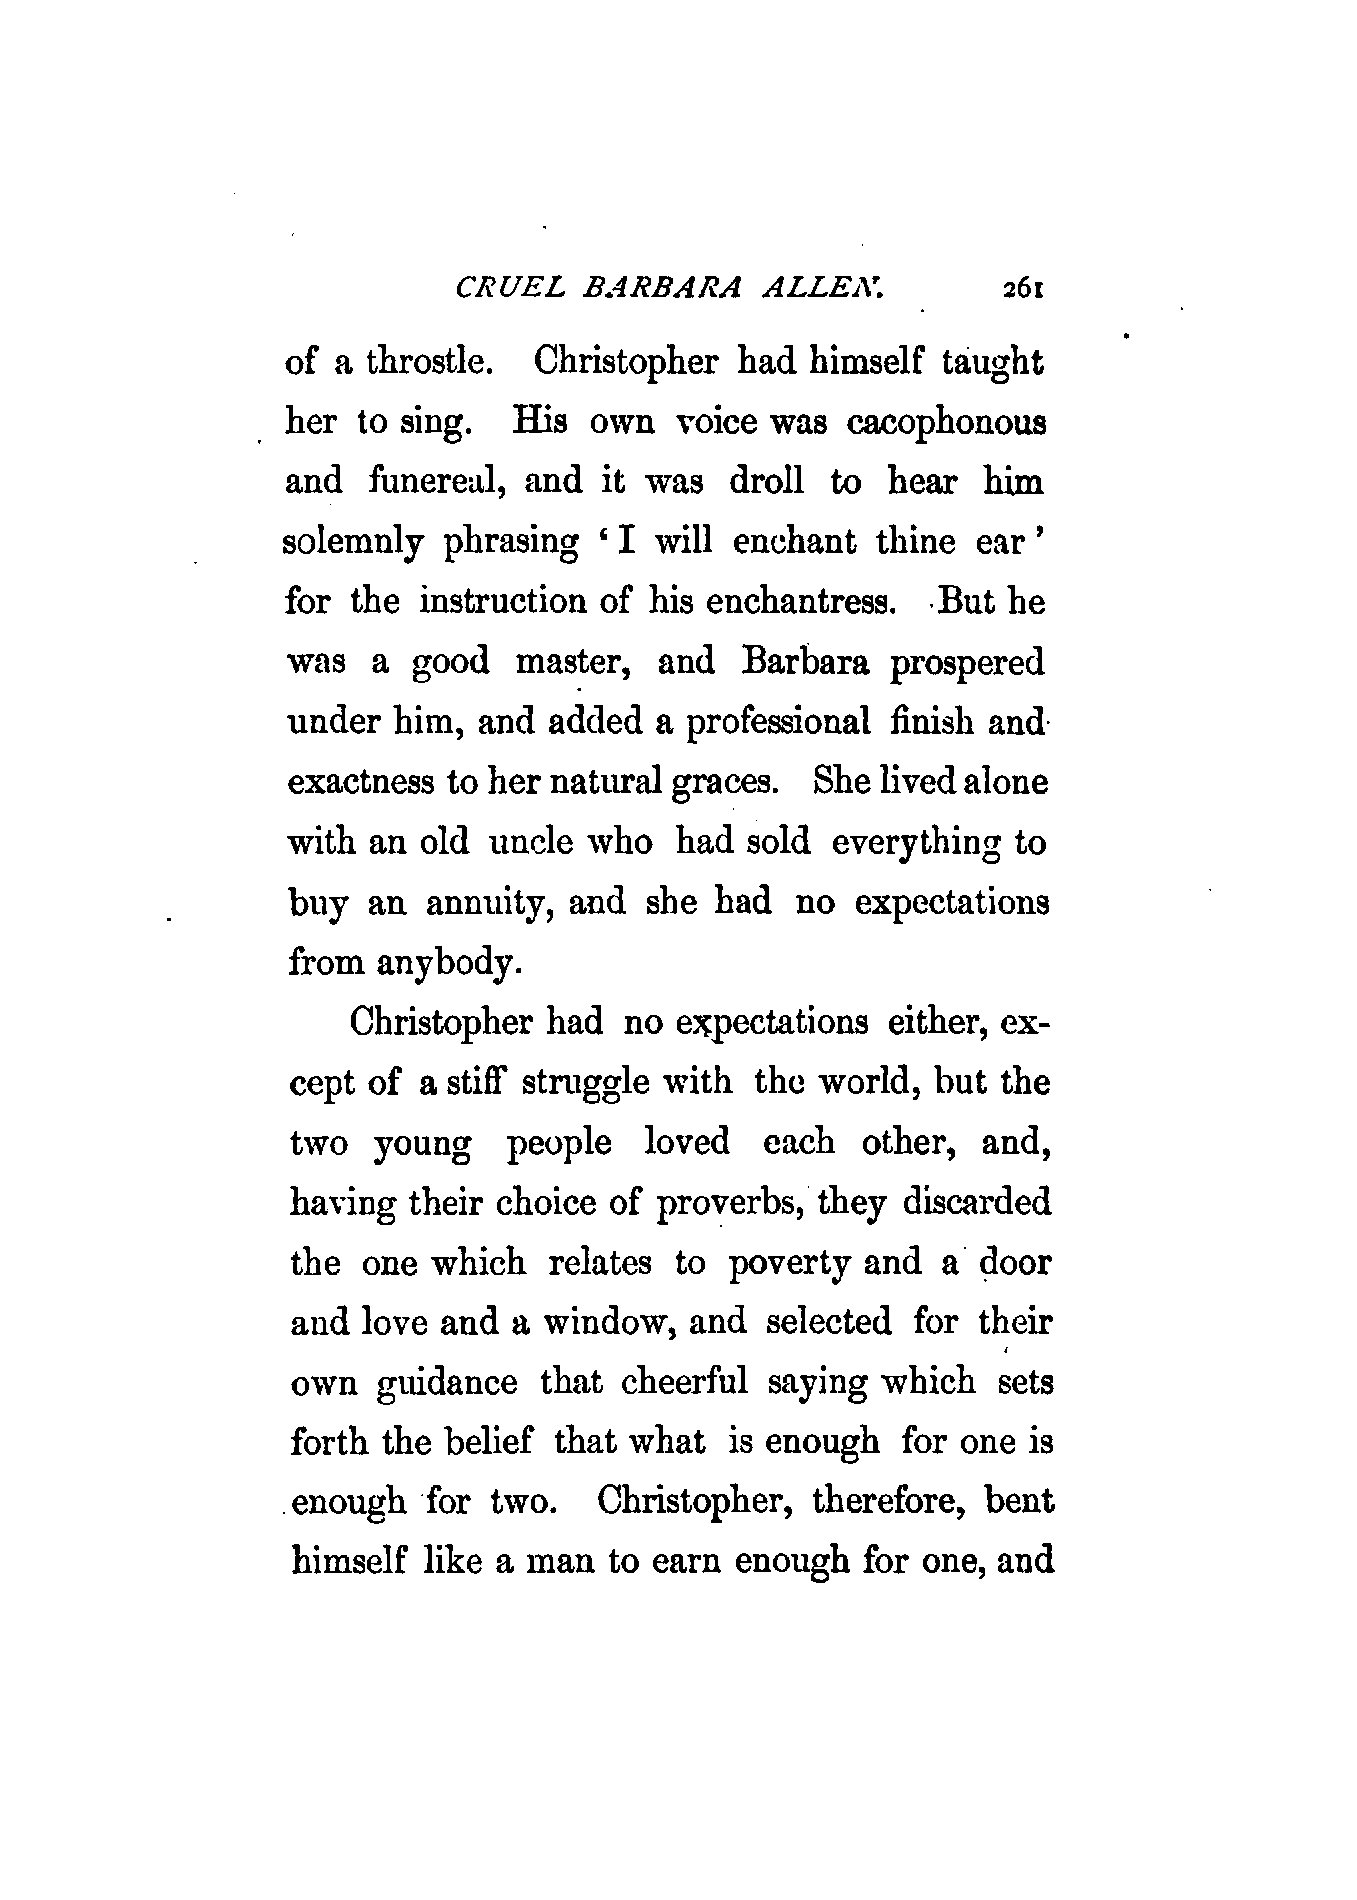 CRUEL BARBARA ALLEN. 261
of a throstle. Christopher had himself taught
her to sing. His own voice was cacophonous
and funereal, and it was droll to hear him
solemnly phrasing ‘I will enchant thine ear’
for the instruction of his enchantress. But he
was a good master, and Barbara prospered
under him, and added a professional finish and
exactness to her natural graces. She lived alone
with an old uncle who had sold everything to
buy an annuity, and she had no expectations
from anybody.
Christopher had no expectations either, ex-
cept of a stiff struggle with the world, but the
two young people loved each other, and,
having their choice of proverbs, they discarded
the one which relates to poverty and a door
and love and a window, and selected for their
own guidance that cheerful saying which sets
forth the belief that what is enough for one is
enough for two. Christopher, therefore, bent
himself like a man to earn enough for one, and